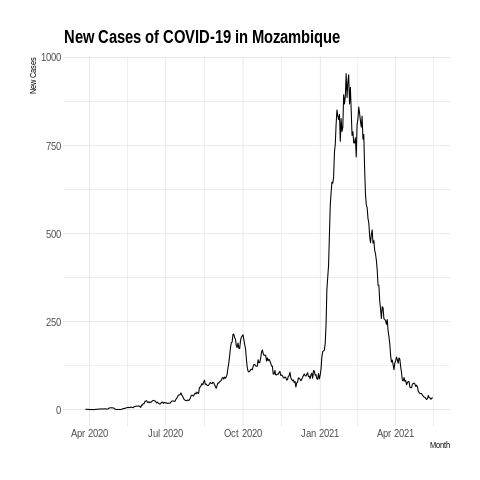 New Cases of COVID-19 in Mozambique
New Cases
1000
750
500
250
0
Apr 2020 Jul 2020 Oct 2020 Jan 2021 Apr 2021
Month